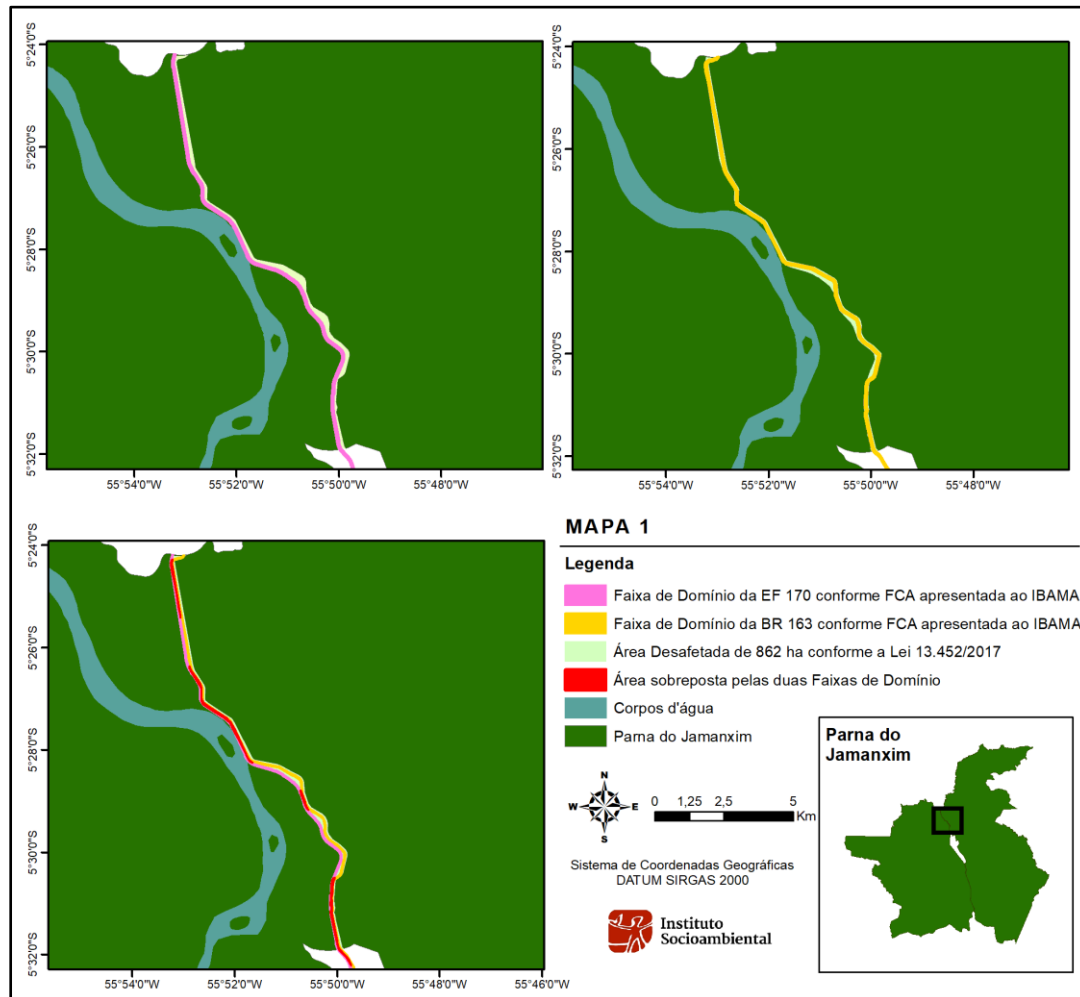 5°24'0"S
5°26'0"S
5°28'0"S
5°30'0"S
5°32'0"S
55°54'0"W 55°52'0"W 55°50'0"W 55°48'0"W
5°24'0"S
5°26'0"S
5°28'0"S
5°30'0"S
5°32'0"S
55°54'0"W 55°52'0"W 55°50'0"W 55°48'0"W
5°24'0"S
5°26'0"S
5°28'0"S
5°30'0"S
5°32'0"S
55°54'0"W 55°52'0"W 55°50'0"W 55°48'0"W 55°46'0"W
MAPA 1
Legenda
Faixa de Domínio da EF 170 conforme FCA apresentada ao IBAMA
Faixa de Domínio da BR 163 conforme FCA apresentada ao IBAMA
Área Desafetada de 862 ha conforme a Lei 13.452/2017
Área sobreposta pelas duas Faixas de Domínio
Corpos d'água
Parna do Jamanxim
N
W E
S
0 1,25 2,5 5
Km
Sistema de Coordenadas Geográficas
DATUM SIRGAS 2000
Instituto
Socioambiental
Parna do
Jamanxim